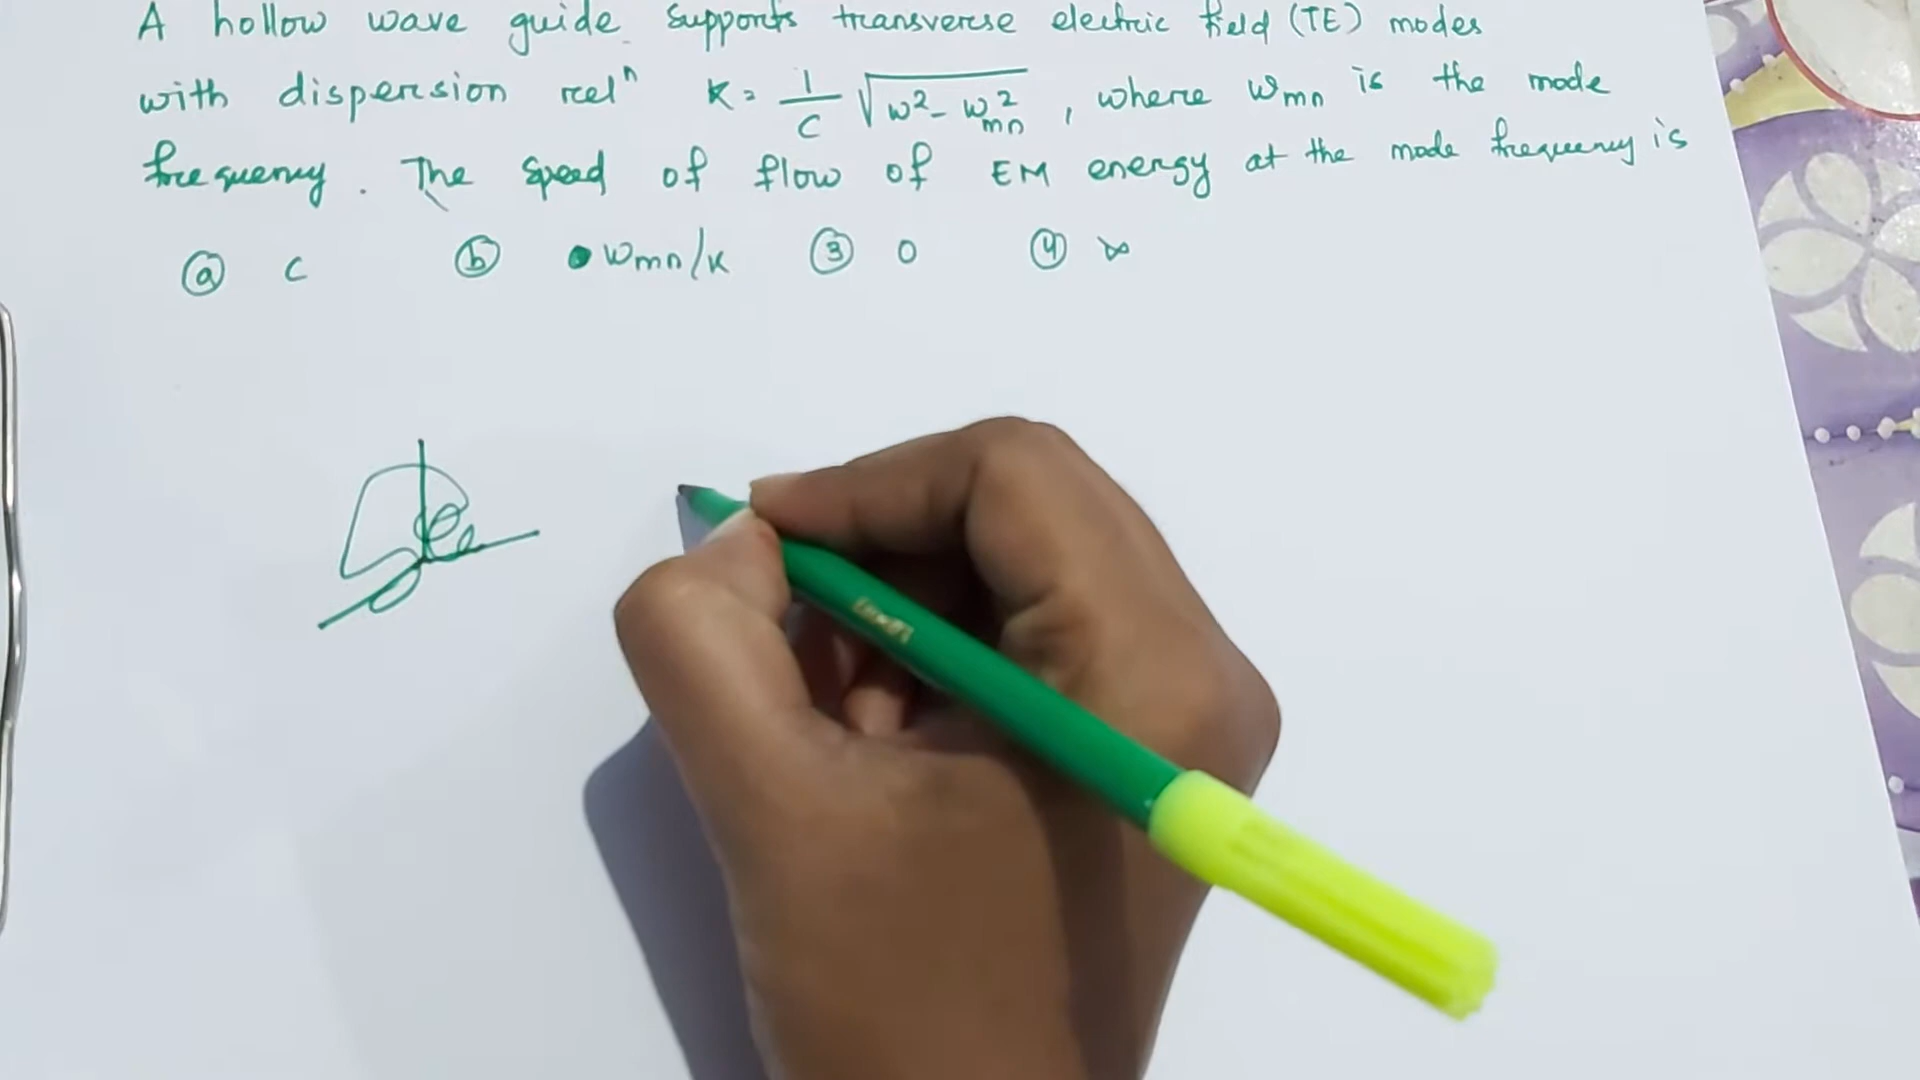 A hollow wave guide supports transverse electric field (TE) modes
with dispersion relⁿ K = 1/C √(ω² - ω²mn), where ωmn is the mode
frequency. The speed of flow of EM energy at the mode frequency is
ⓐ c ⓑ ωmn/k ③ 0 ④ ∞